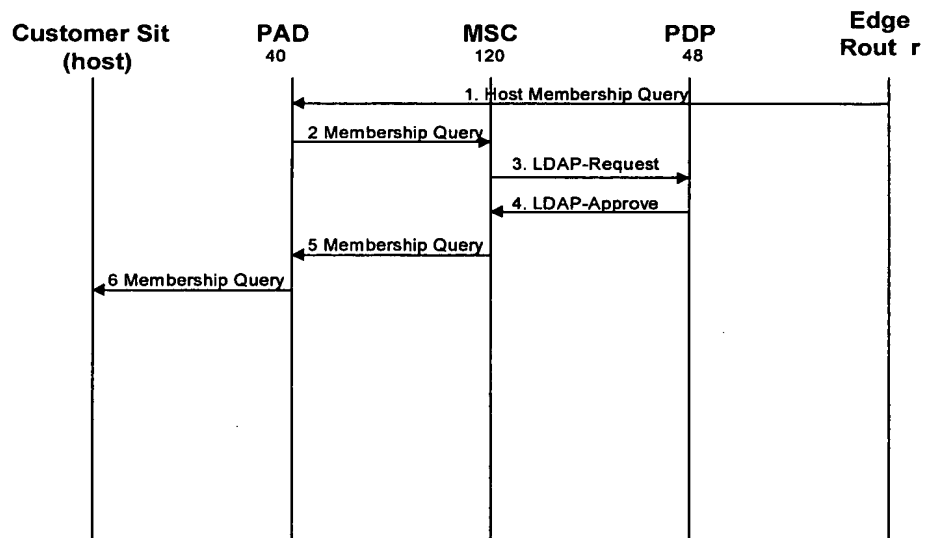 Customer Sit
(host)
PAD
40
MSC
120
PDP
48
Edge
Rout r
1. Host Membership Query
2 Membership Query
3. LDAP-Request
4. LDAP-Approve
5 Membership Query
6 Membership Query